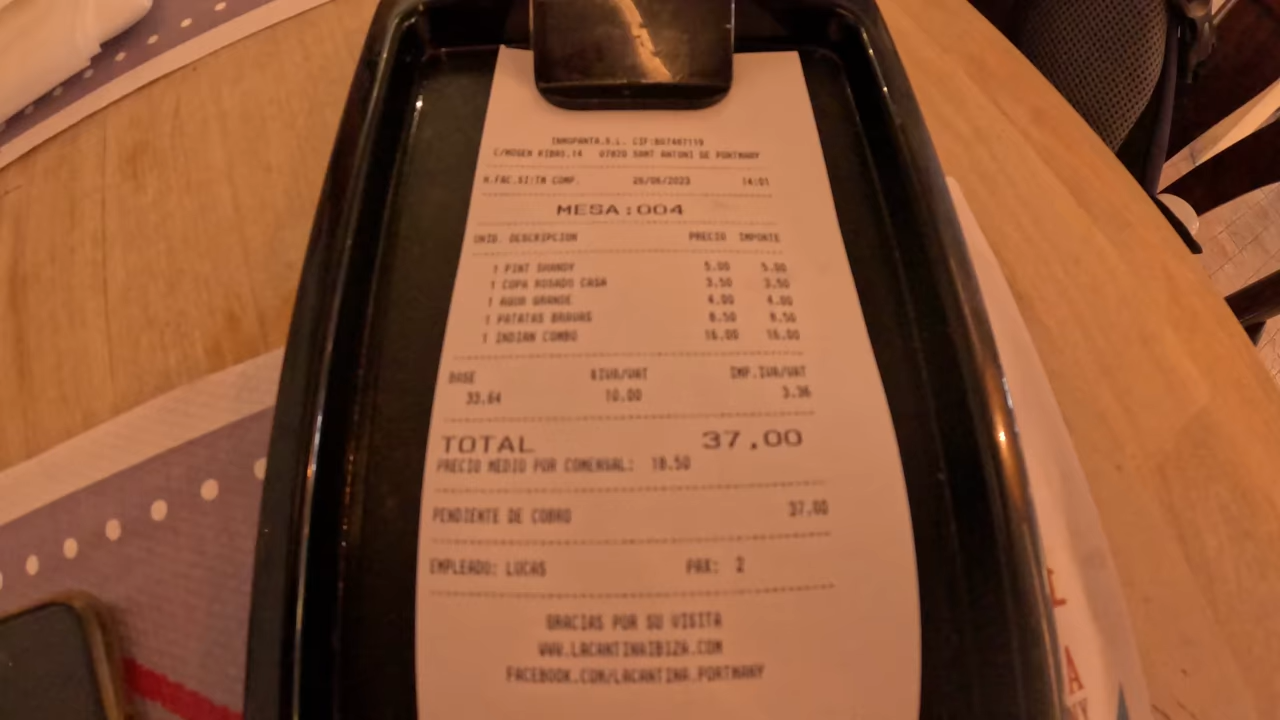 INNOPANTA,S.L. CIF:B57467119
C/MOSEN RIBAS,14 07820 SANT ANTONI DE PORTMANY
N.FAC.SI:TN COMP. 26/06/2023 14:01
MESA:004
UNID. DESCRIPCION PRECIO IMPORTE
1 PINT SHANDY 5.00 5.00
1 COPA ROSADO CASA 3.50 3.50
1 AGUA GRANDE 4.00 4.00
1 PATATAS BRAVAS 8.50 8.50
1 INDIAN COMBO 16.00 16.00
BASE %IVA/VAT IMP.IVA/VAT
33.64 10.00 3.36
TOTAL 37,00
PRECIO MEDIO POR COMENSAL: 18.50
PENDIENTE DE COBRO 37.00
EMPLEADO: LUCAS PAX: 2
GRACIAS POR SU VISITA
WWW.LACANTINAIBIZA.COM
FACEBOOK.COM/LACANTINA.PORTMANY